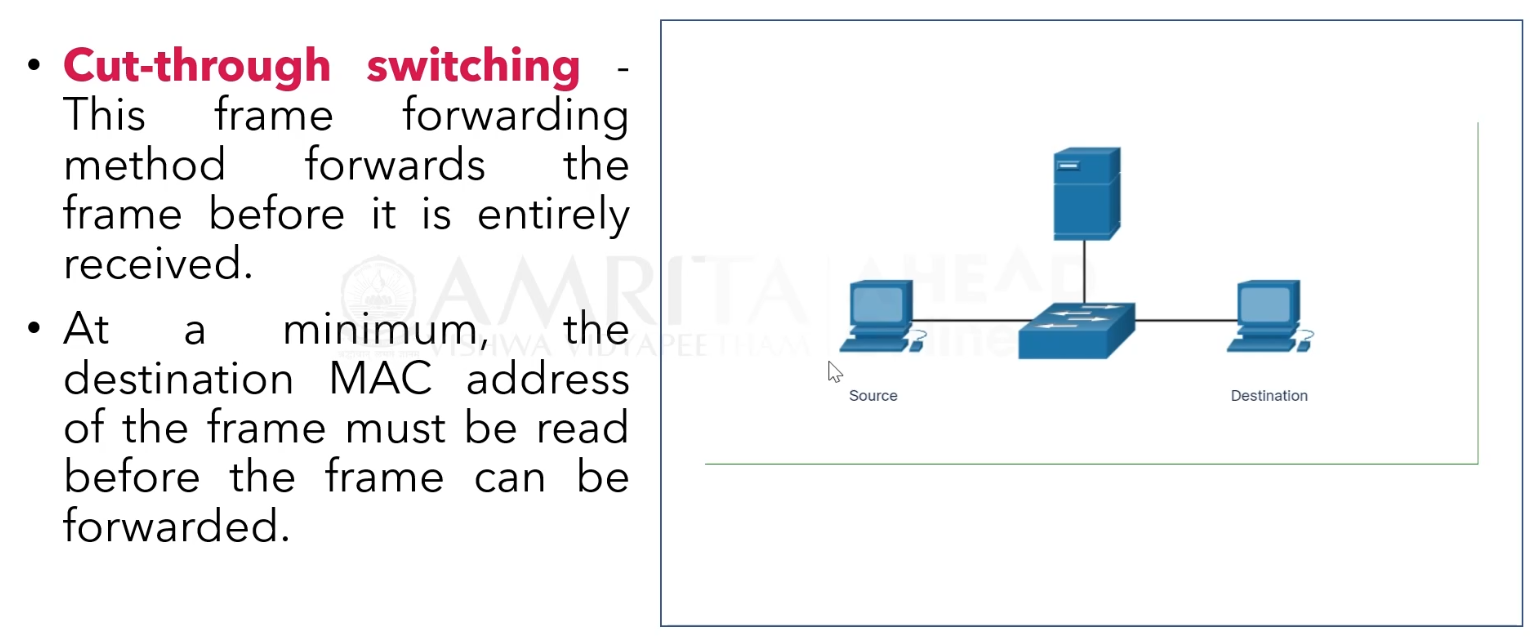 • Cut-through switching -
This frame forwarding
method forwards the
frame before it is entirely
received.
• At a minimum, the
destination MAC address
of the frame must be read
before the frame can be
forwarded.
AMRITA AHEAD
VISHWA VIDYAPEETHAM Online
Source
Destination